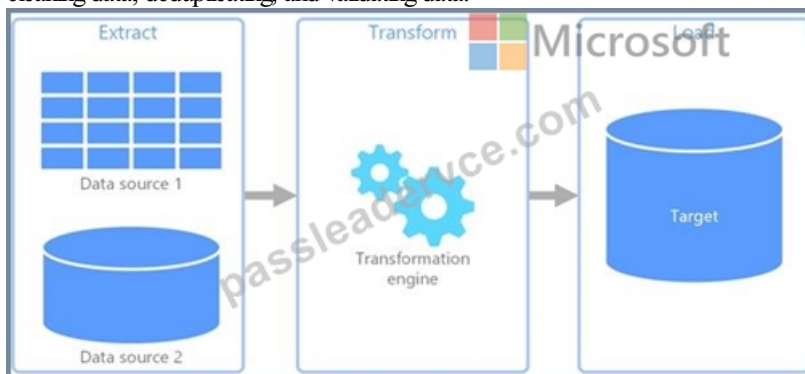 cleaning data, deduplicating, and validating data.
Extract
Transform
Load
Microsoft
Data source 1
Data source 2
Transformation
engine
Target
passleadervce.com